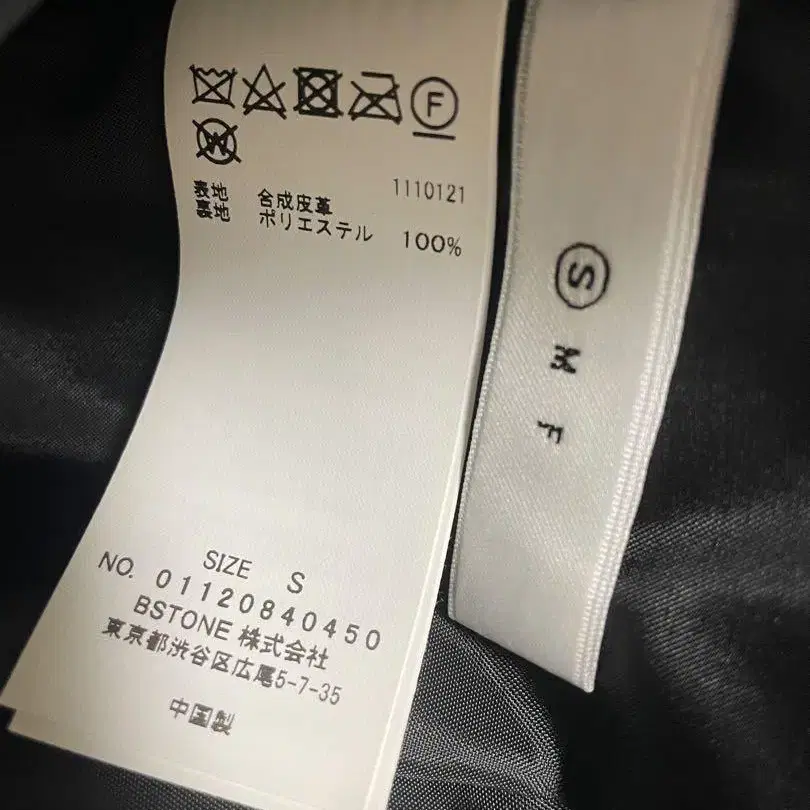 F
W
1110121
表地 合成皮革
裏地 ポリエステル 100%
SIZE S
NO. 01120840450
BSTONE 株式会社
東京都渋谷区広尾5-7-35
中国製
S
M
F